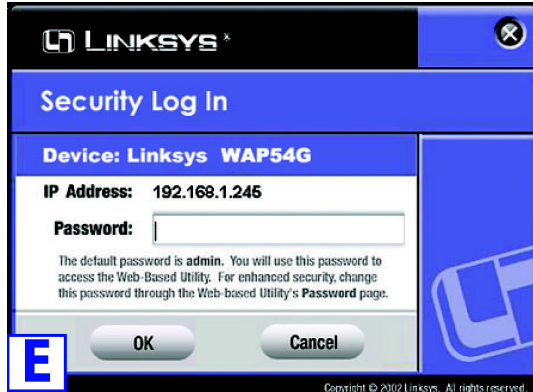 LINKSYS
Security Log In
Device: Linksys WAP54G
IP Address: 192.168.1.245
Password:
The default password is admin. You will use this password to
access the Web-Based Utility. For enhanced security, change
this password through the Web-based Utility's Password page.
OK Cancel
E
Copyright © 2002 Linksys. All rights reserved.